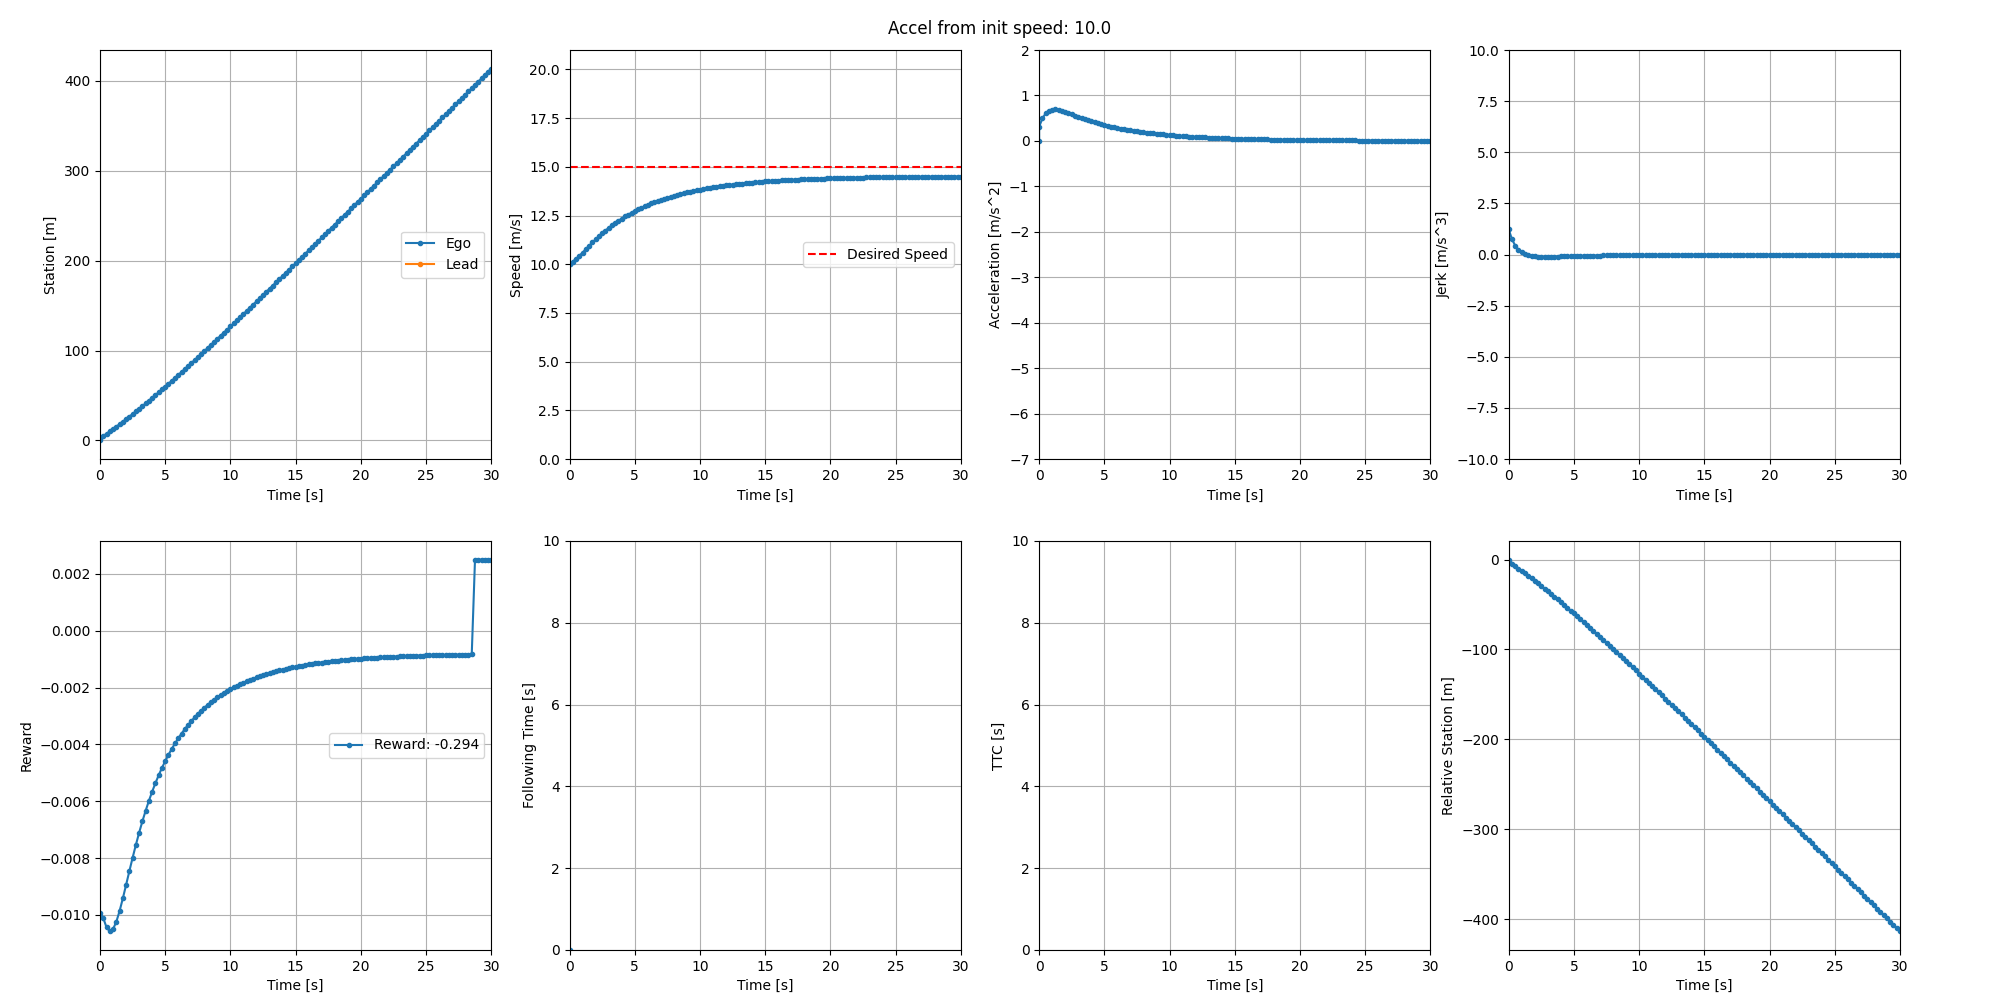 Accel from init speed: 10.0
Station [m]
400
300
200
100
0
Ego
Lead
0 5 10 15 20 25 30
Time [s]
Speed [m/s]
20.0
17.5
15.0
12.5
10.0
7.5
5.0
2.5
0.0
Desired Speed
0 5 10 15 20 25 30
Time [s]
Acceleration [m/s^2]
2
1
0
−1
−2
−3
−4
−5
−6
−7
0 5 10 15 20 25 30
Time [s]
Jerk [m/s^3]
10.0
7.5
5.0
2.5
0.0
−2.5
−5.0
−7.5
−10.0
0 5 10 15 20 25 30
Time [s]
Reward
0.002
0.000
−0.002
−0.004
−0.006
−0.008
−0.010
Reward: -0.294
0 5 10 15 20 25 30
Time [s]
Following Time [s]
10
8
6
4
2
0
0 5 10 15 20 25 30
Time [s]
TTC [s]
10
8
6
4
2
0
0 5 10 15 20 25 30
Time [s]
Relative Station [m]
0
−100
−200
−300
−400
0 5 10 15 20 25 30
Time [s]